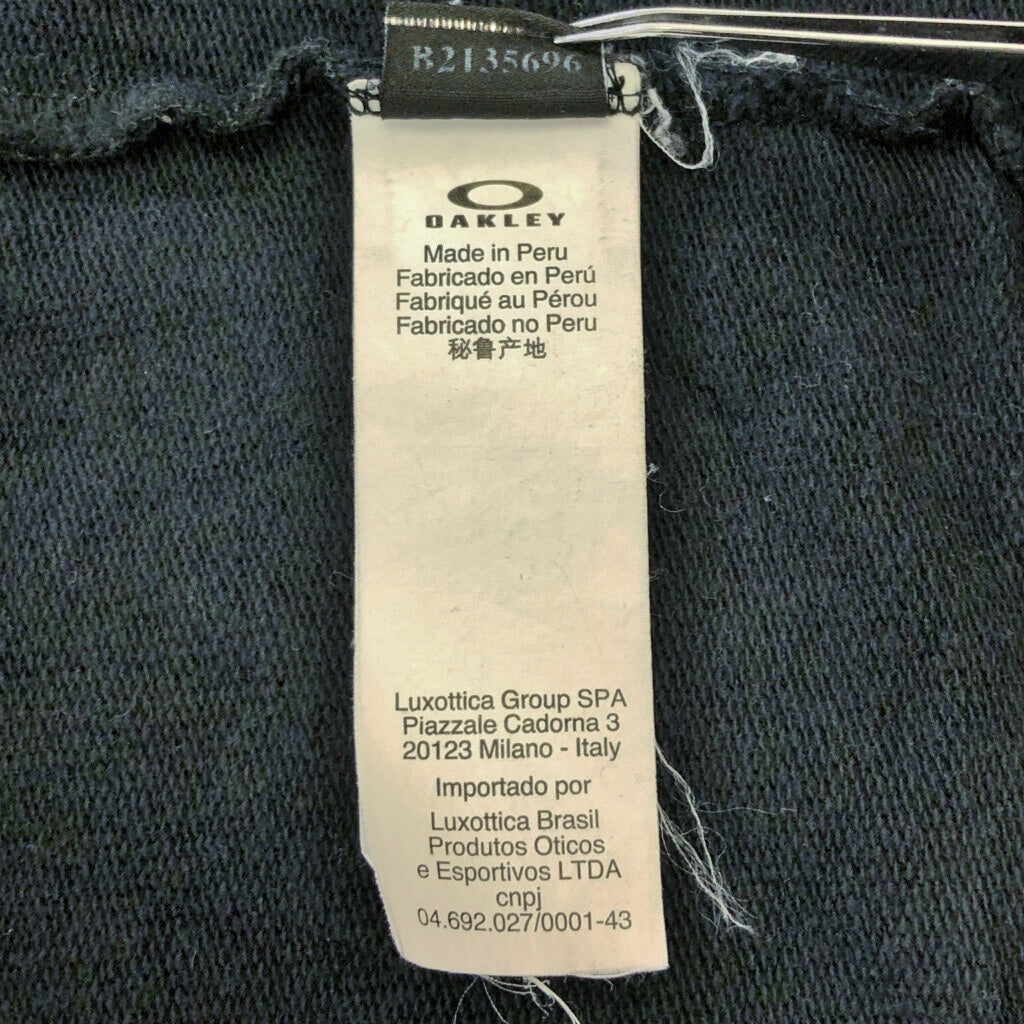 B2135696
OAKLEY
Made in Peru
Fabricado en Perú
Fabriqué au Pérou
Fabricado no Peru
秘鲁产地
Luxottica Group SPA
Piazzale Cadorna 3
20123 Milano - Italy
Importado por
Luxottica Brasil
Produtos Oticos
e Esportivos LTDA
cnpj
04.692.027/0001-43